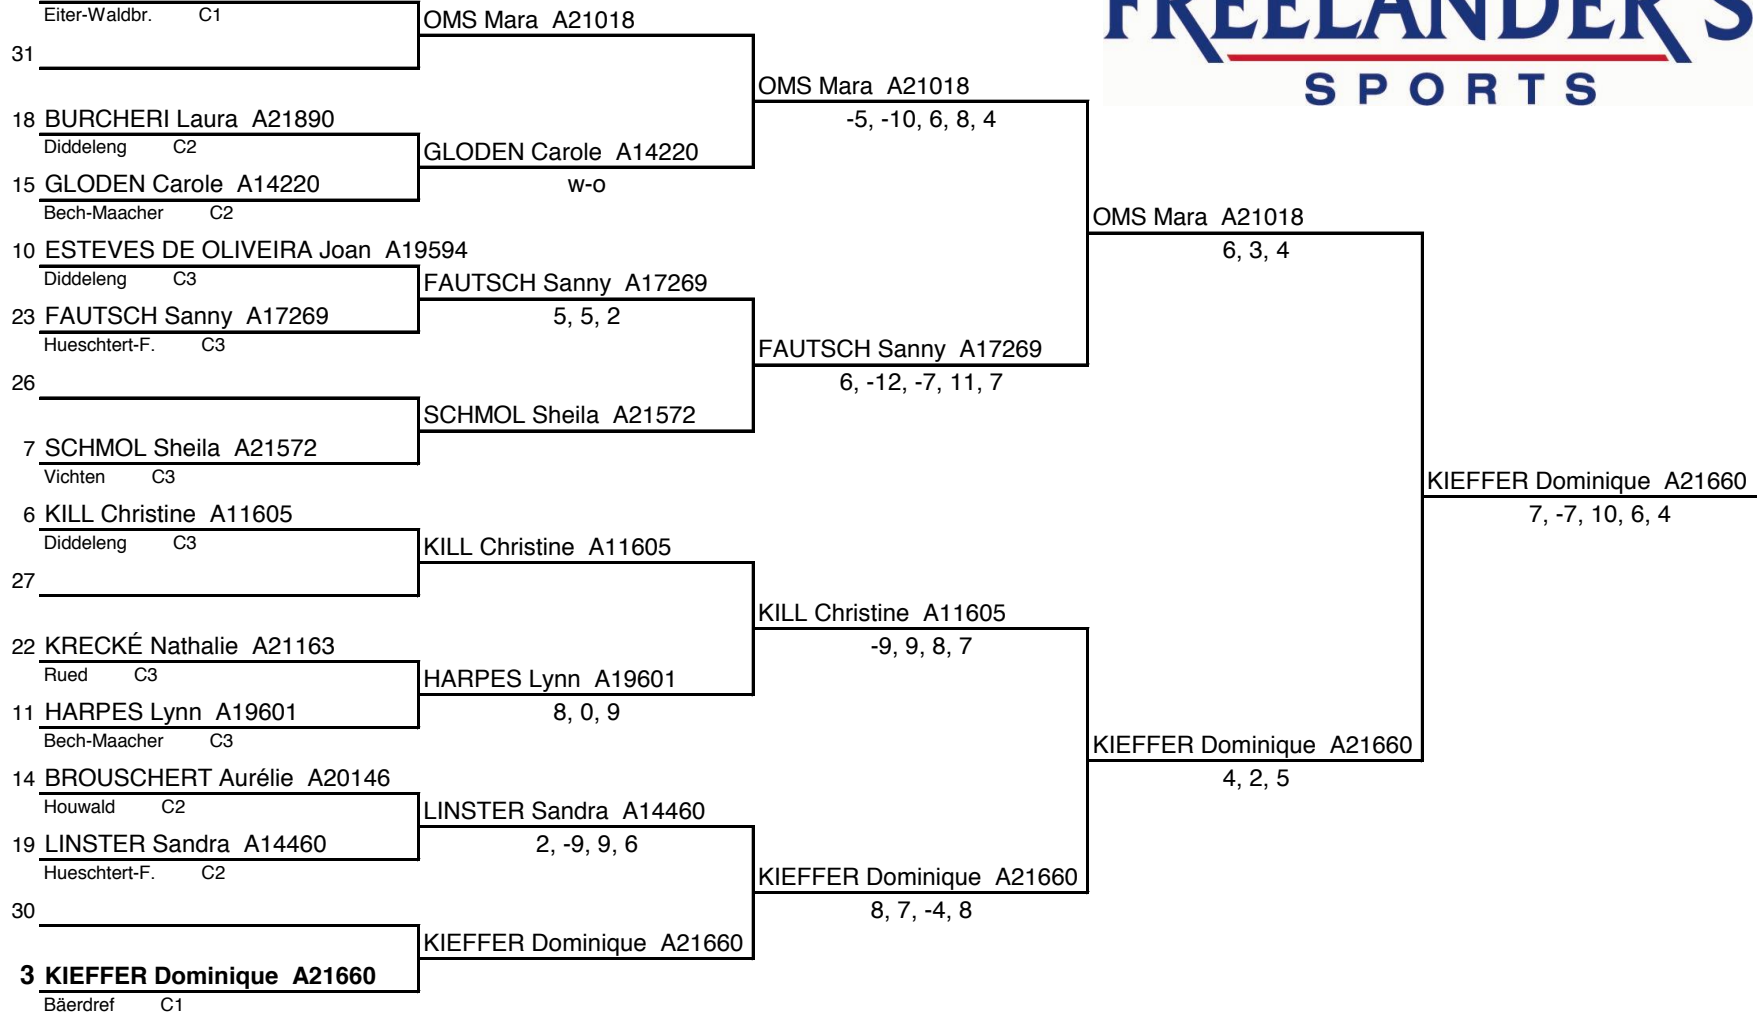 FREELANDER'S
SPORTS
Eiter-Waldbr. C1
OMS Mara A21018
31
OMS Mara A21018
-5, -10, 6, 8, 4
18 BURCHERI Laura A21890
Diddeleng C2
GLODEN Carole A14220
w-o
15 GLODEN Carole A14220
Bech-Maacher C2
OMS Mara A21018
6, 3, 4
10 ESTEVES DE OLIVEIRA Joan A19594
Diddeleng C3
FAUTSCH Sanny A17269
5, 5, 2
23 FAUTSCH Sanny A17269
Hueschtert-F. C3
FAUTSCH Sanny A17269
6, -12, -7, 11, 7
26
SCHMOL Sheila A21572
7 SCHMOL Sheila A21572
Vichten C3
KIEFFER Dominique A21660
7, -7, 10, 6, 4
6 KILL Christine A11605
Diddeleng C3
KILL Christine A11605
27
KILL Christine A11605
-9, 9, 8, 7
22 KRECKÉ Nathalie A21163
Rued C3
HARPES Lynn A19601
8, 0, 9
11 HARPES Lynn A19601
Bech-Maacher C3
KIEFFER Dominique A21660
4, 2, 5
14 BROUSCHERT Aurélie A20146
Houwald C2
LINSTER Sandra A14460
2, -9, 9, 6
19 LINSTER Sandra A14460
Hueschtert-F. C2
KIEFFER Dominique A21660
8, 7, -4, 8
30
KIEFFER Dominique A21660
3 KIEFFER Dominique A21660
Bäerdref C1